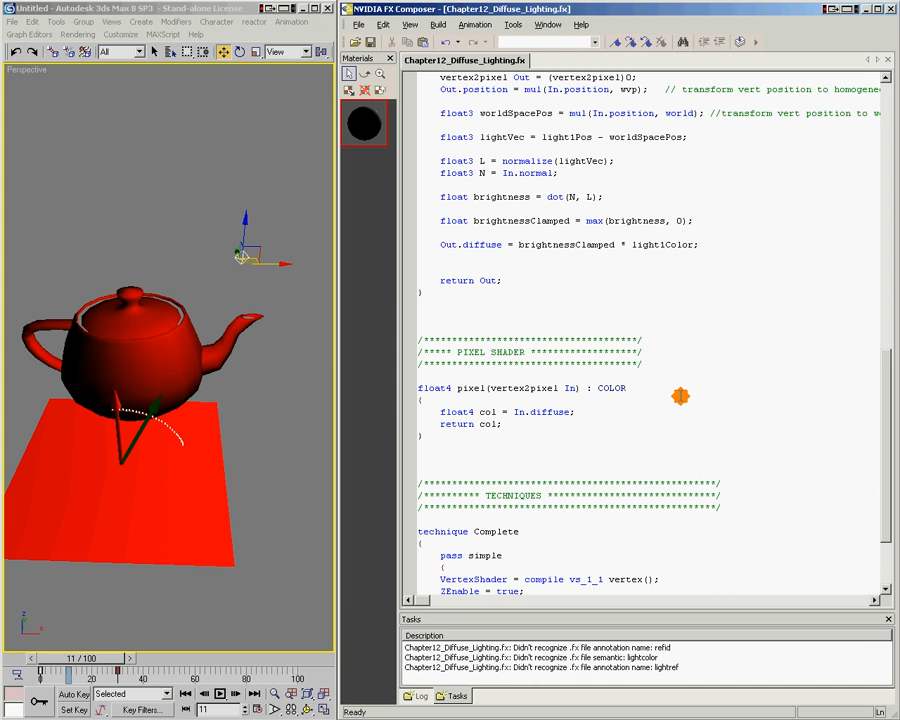 Untitled - Autodesk 3ds Max 8 SP3 - Stand-alone License
File Edit Tools Group Views Create Modifiers Character reactor Animation
Graph Editors Rendering Customize MAXScript Help
All
View
Perspective
z
x
11 / 100
0
40
60
80
100
Auto Key
Selected
Set Key
Key Filters...
11
NVIDIA FX Composer - [Chapter12_Diffuse_Lighting.fx]
File Edit View Build Animation Tools Window Help
Materials
Chapter12_Diffuse_Lighting.fx
vertex2pixel Out = (vertex2pixel)0;
Out.position = mul(In.position, wvp); // transform vert position to homogene
float3 worldSpacePos = mul(In.position, world); //transform vert position to w
float3 lightVec = light1Pos - worldSpacePos;
float3 L = normalize(lightVec);
float3 N = In.normal;
float brightness = dot(N, L);
float brightnessClamped = max(brightness, 0);
Out.diffuse = brightnessClamped * light1Color;
return Out;
}
/************************************/
/***** PIXEL SHADER *****************/
/************************************/
float4 pixel(vertex2pixel In) : COLOR
{
float4 col = In.diffuse;
return col;
}
/**************************************************/
/********** TECHNIQUES ****************************/
/**************************************************/
technique Complete
{
pass simple
{
VertexShader = compile vs_1_1 vertex();
ZEnable = true;
Tasks
Description
Chapter12_Diffuse_Lighting.fx: Didn't recognize .fx file annotation name: refid
Chapter12_Diffuse_Lighting.fx: Didn't recognize .fx file semantic: lightcolor
Chapter12_Diffuse_Lighting.fx: Didn't recognize .fx file annotation name: lightref
Log Tasks
Ready
Ln